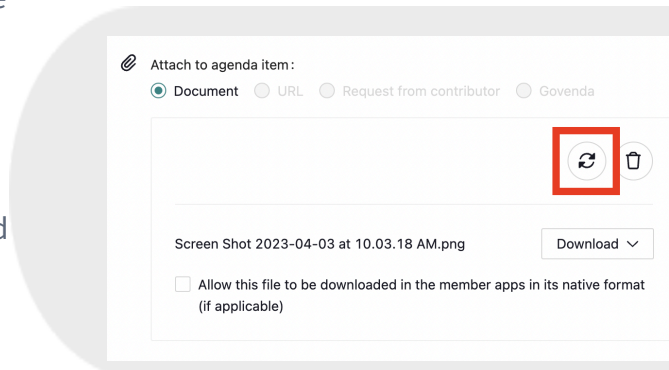 Attach to agenda item:
Document URL Request from contributor Govenda
Screen Shot 2023-04-03 at 10.03.18 AM.png
Download
Allow this file to be downloaded in the member apps in its native format
(if applicable)